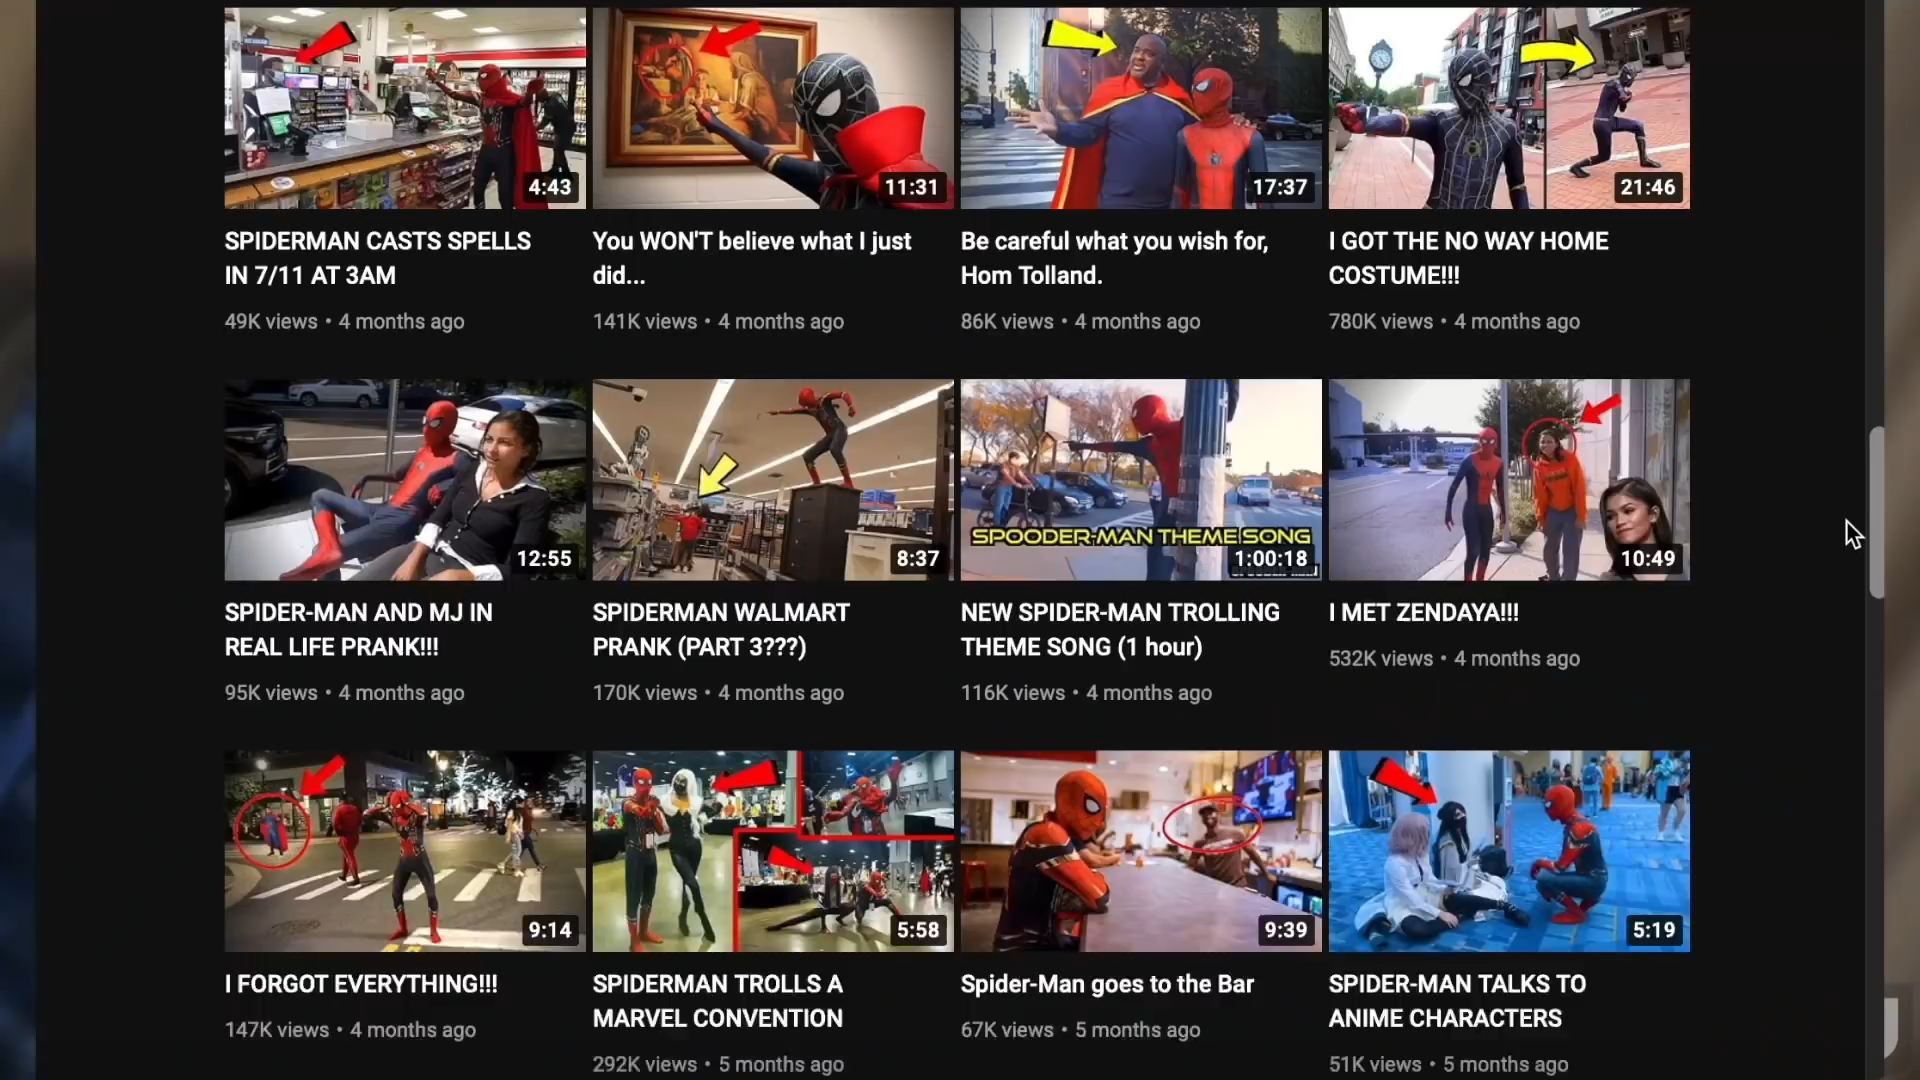 4:43
11:31
17:37
21:46
SPIDERMAN CASTS SPELLS
IN 7/11 AT 3AM
49K views • 4 months ago
You WON'T believe what I just
did...
141K views • 4 months ago
Be careful what you wish for,
Hom Tolland.
86K views • 4 months ago
I GOT THE NO WAY HOME
COSTUME!!!
780K views • 4 months ago
12:55
8:37
SPOODER-MAN THEME SONG
1:00:18
10:49
SPIDER-MAN AND MJ IN
REAL LIFE PRANK!!!
95K views • 4 months ago
SPIDERMAN WALMART
PRANK (PART 3???)
170K views • 4 months ago
NEW SPIDER-MAN TROLLING
THEME SONG (1 hour)
116K views • 4 months ago
I MET ZENDAYA!!!
532K views • 4 months ago
9:14
5:58
9:39
5:19
I FORGOT EVERYTHING!!!
147K views • 4 months ago
SPIDERMAN TROLLS A
MARVEL CONVENTION
292K views • 5 months ago
Spider-Man goes to the Bar
67K views • 5 months ago
SPIDER-MAN TALKS TO
ANIME CHARACTERS
51K views • 5 months ago